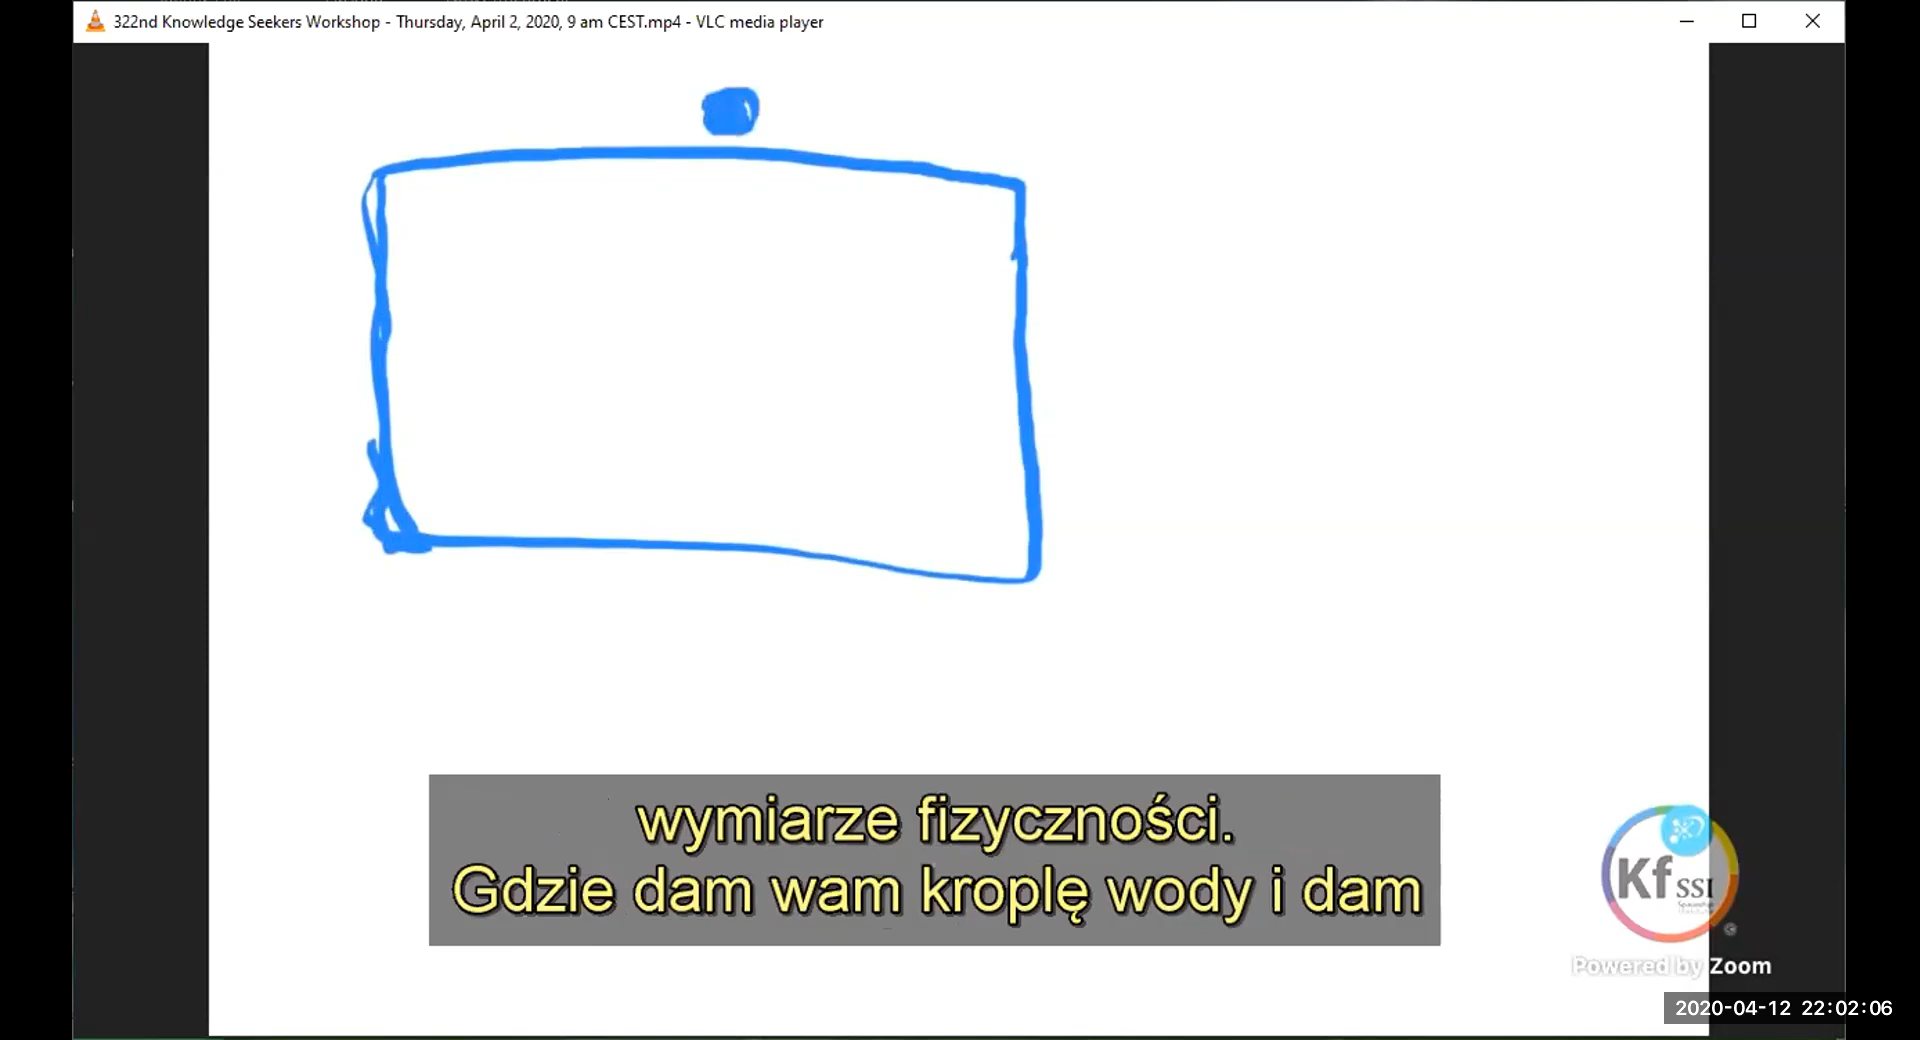 322nd Knowledge Seekers Workshop - Thursday, April 2, 2020, 9 am CEST.mp4 - VLC media player
wymiarze fizyczności.
Gdzie dam wam kroplę wody i dam
Kf SSI
Powered by Zoom
2020-04-12 22:02:06